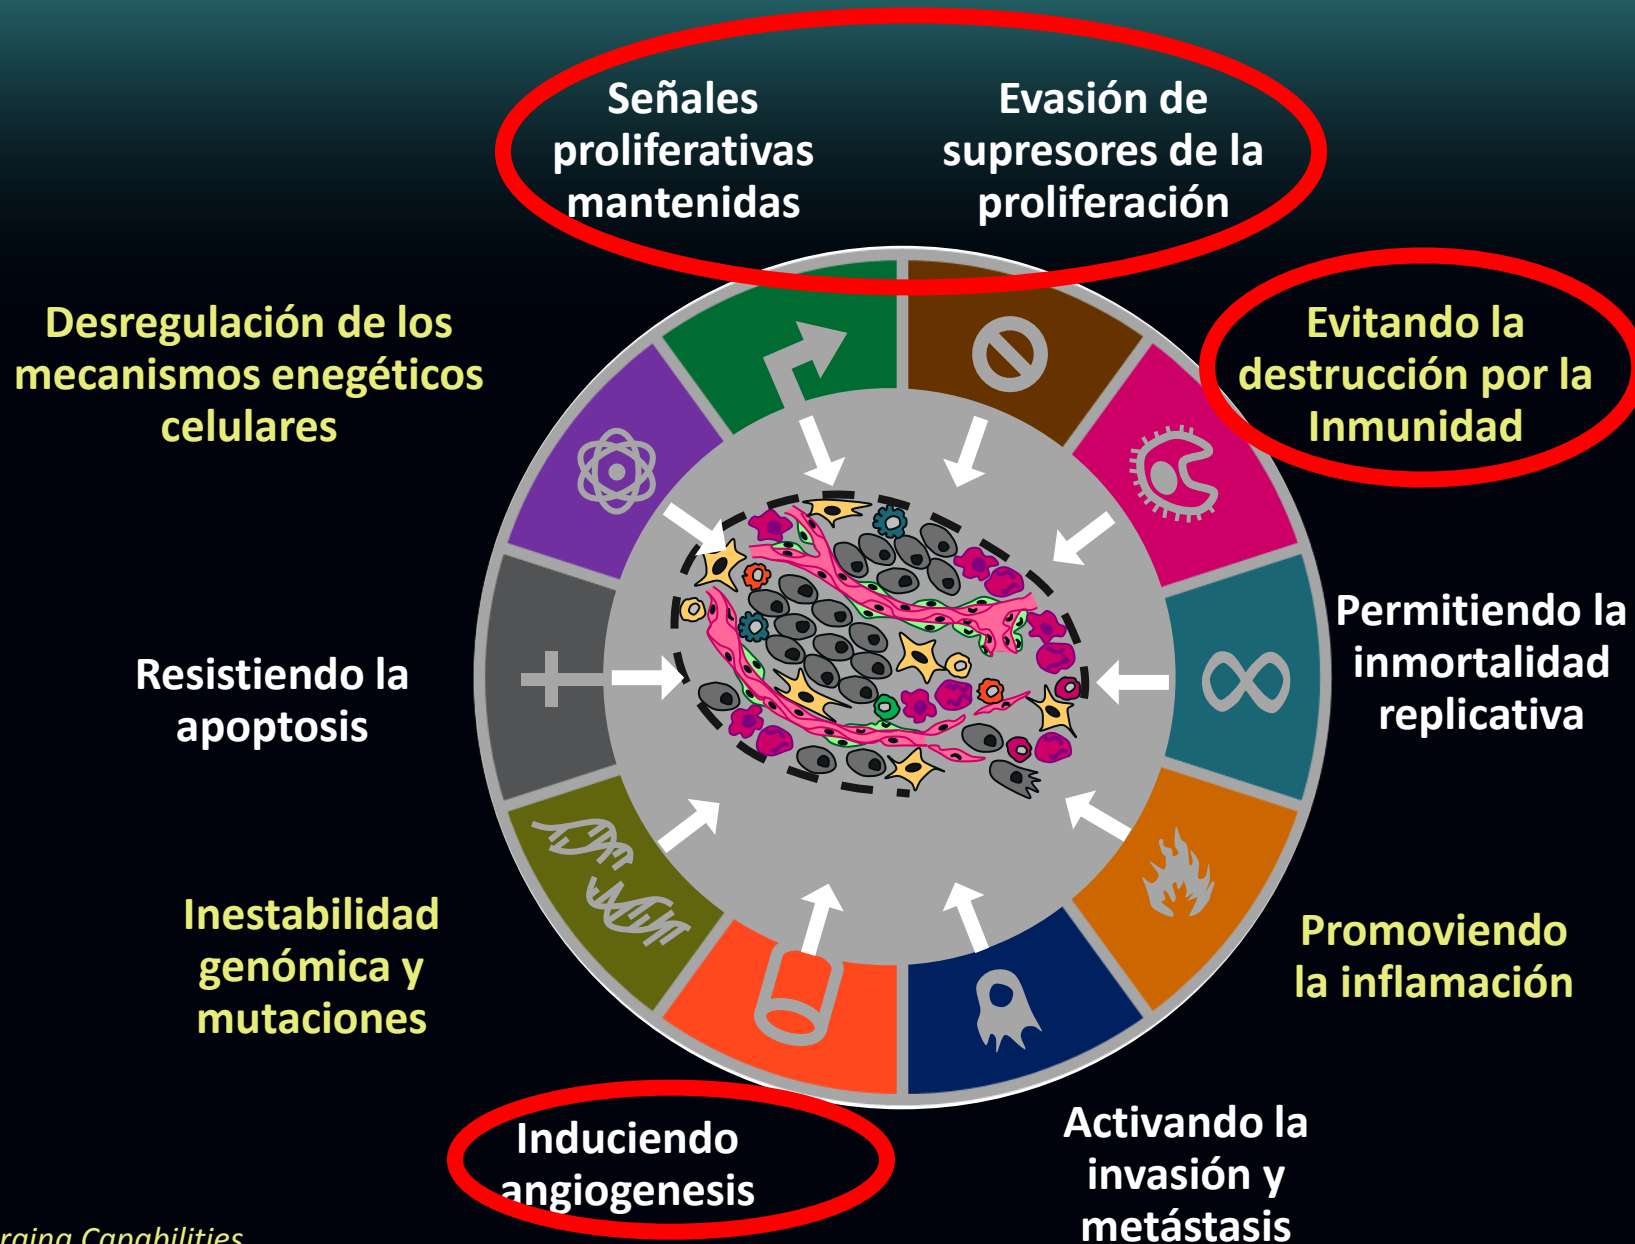 Señales
proliferativas
mantenidas
Evasión de
supresores de la
proliferación
Desregulación de los
mecanismos enegéticos
celulares
Evitando la
destrucción por la
Inmunidad
Resistiendo la
apoptosis
Permitiendo la
inmortalidad
replicativa
Inestabilidad
genómica y
mutaciones
Promoviendo
la inflamación
Induciendo
angiogenesis
Activando la
invasión y
metástasis
Capabilities